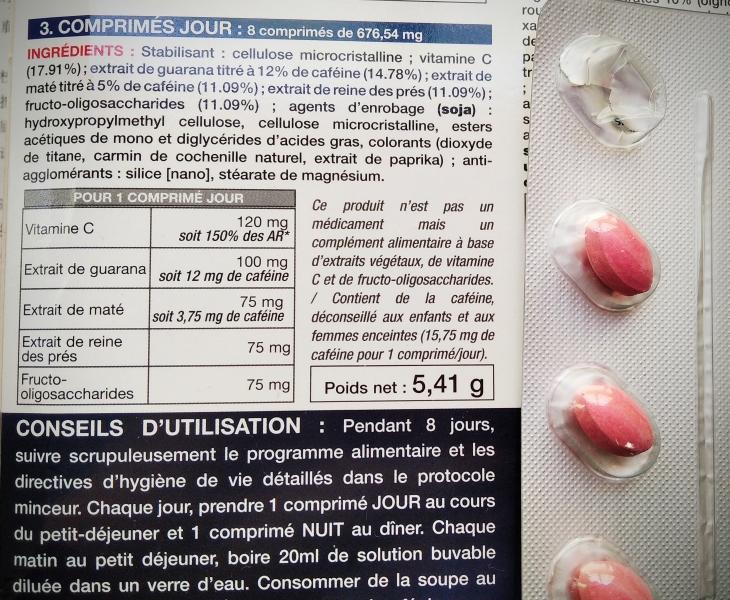 3. COMPRIMÉS JOUR : 8 comprimés de 676,54 mg
INGRÉDIENTS : Stabilisant : cellulose microcristalline ; vitamine C
(17.91%) ; extrait de guarana titré à 12% de caféine (14.78%) ; extrait de
maté titré à 5% de caféine (11.09%) ; extrait de reine des prés (11.09%) ;
fructo-oligosaccharides (11.09%) ; agents d'enrobage (soja) :
hydroxypropylmethyl cellulose, cellulose microcristalline, esters
acétiques de mono et diglycérides d'acides gras, colorants (dioxyde
de titane, carmin de cochenille naturel, extrait de paprika) ; anti-
agglomérants : silice [nano], stéarate de magnésium.
POUR 1 COMPRIMÉ JOUR
Vitamine C 120 mg
soit 150% des AR*
Extrait de guarana 100 mg
soit 12 mg de caféine
Extrait de maté 75 mg
soit 3,75 mg de caféine
Extrait de reine
des prés 75 mg
Fructo-
oligosaccharides 75 mg
Ce produit n'est pas un
médicament mais un
complément alimentaire à base
d'extraits végétaux, de vitamine
C et de fructo-oligosaccharides.
/ Contient de la caféine,
déconseillé aux enfants et aux
femmes enceintes (15,75 mg de
caféine pour 1 comprimé/jour).
Poids net : 5,41 g
CONSEILS D'UTILISATION : Pendant 8 jours,
suivre scrupuleusement le programme alimentaire et les
directives d'hygiène de vie détaillés dans le protocole
minceur. Chaque jour, prendre 1 comprimé JOUR au cours
du petit-déjeuner et 1 comprimé NUIT au dîner. Chaque
matin au petit déjeuner, boire 20ml de solution buvable
diluée dans un verre d'eau. Consommer de la soupe au